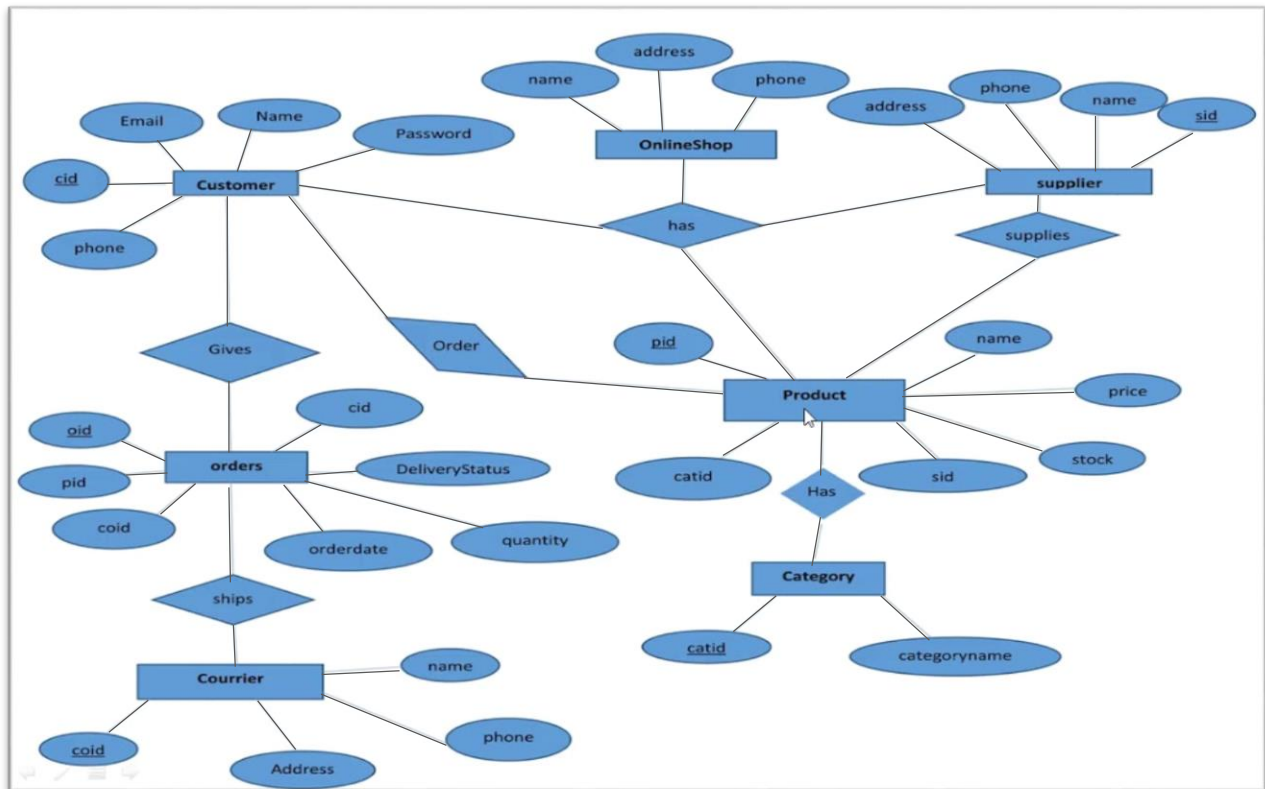 address
name
phone
OnlineShop
address
phone
name
sid
supplier
supplies
Email
Name
Password
cid
Customer
phone
has
Gives
Order
pid
name
Product
price
stock
sid
catid
Has
Category
catid
categoryname
oid
cid
orders
DeliveryStatus
pid
coid
orderdate
quantity
ships
Courrier
name
phone
coid
Address